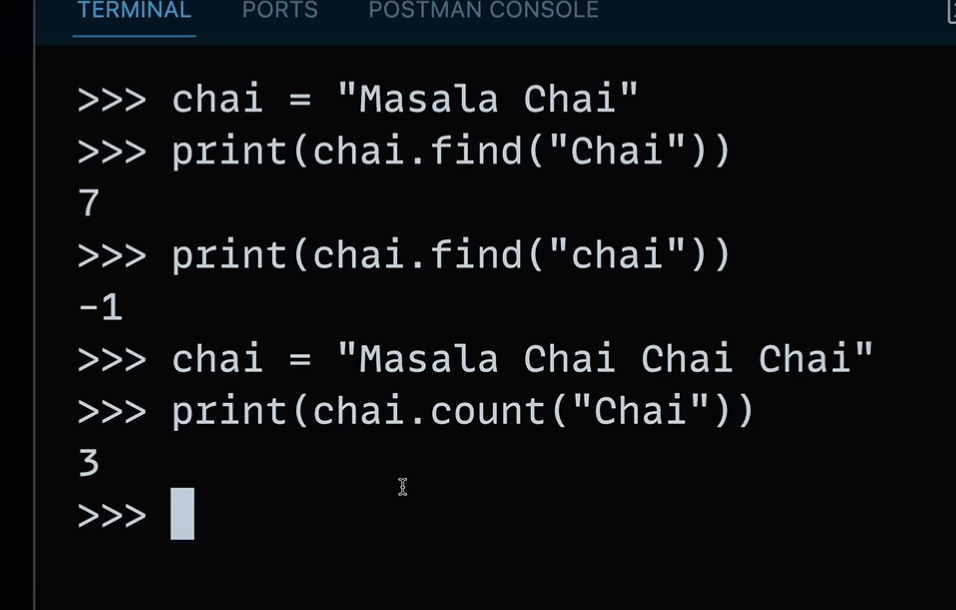 TERMINAL PORTS POSTMAN CONSOLE
>>> chai = "Masala Chai"
>>> print(chai.find("Chai"))
7
>>> print(chai.find("chai"))
-1
>>> chai = "Masala Chai Chai Chai"
>>> print(chai.count("Chai"))
3
>>>